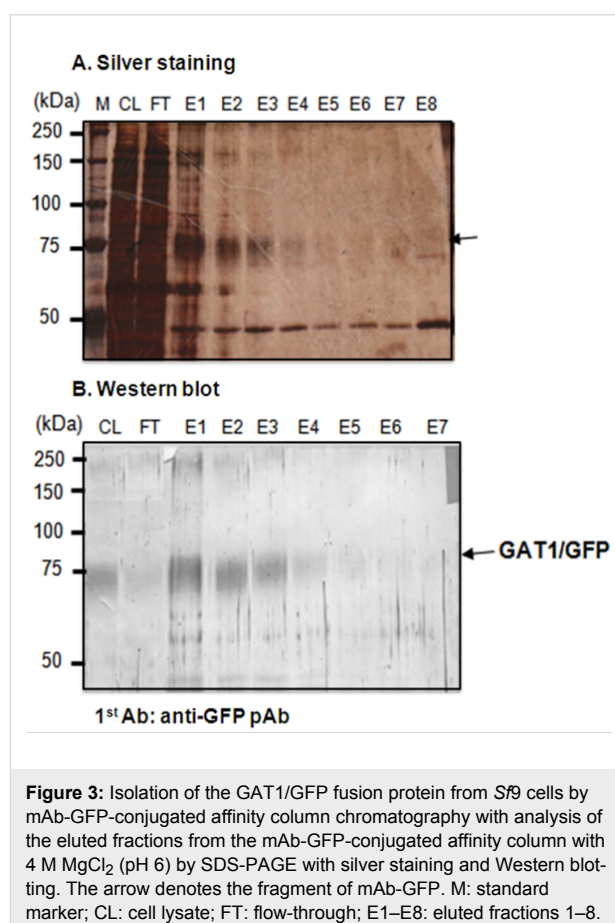 A. Silver staining
(kDa) M CL FT E1 E2 E3 E4 E5 E6 E7 E8
250
150
100
75
50
B. Western blot
(kDa) CL FT E1 E2 E3 E4 E5 E6 E7
250
150
100
75
50
GAT1/GFP
1st Ab: anti-GFP pAb
Figure 3: Isolation of the GAT1/GFP fusion protein from Sf9 cells by
mAb-GFP-conjugated affinity column chromatography with analysis of
the eluted fractions from the mAb-GFP-conjugated affinity column with
4 M MgCl2 (pH 6) by SDS-PAGE with silver staining and Western blot-
ting. The arrow denotes the fragment of mAb-GFP. M: standard
marker; CL: cell lysate; FT: flow-through; E1–E8: eluted fractions 1–8.